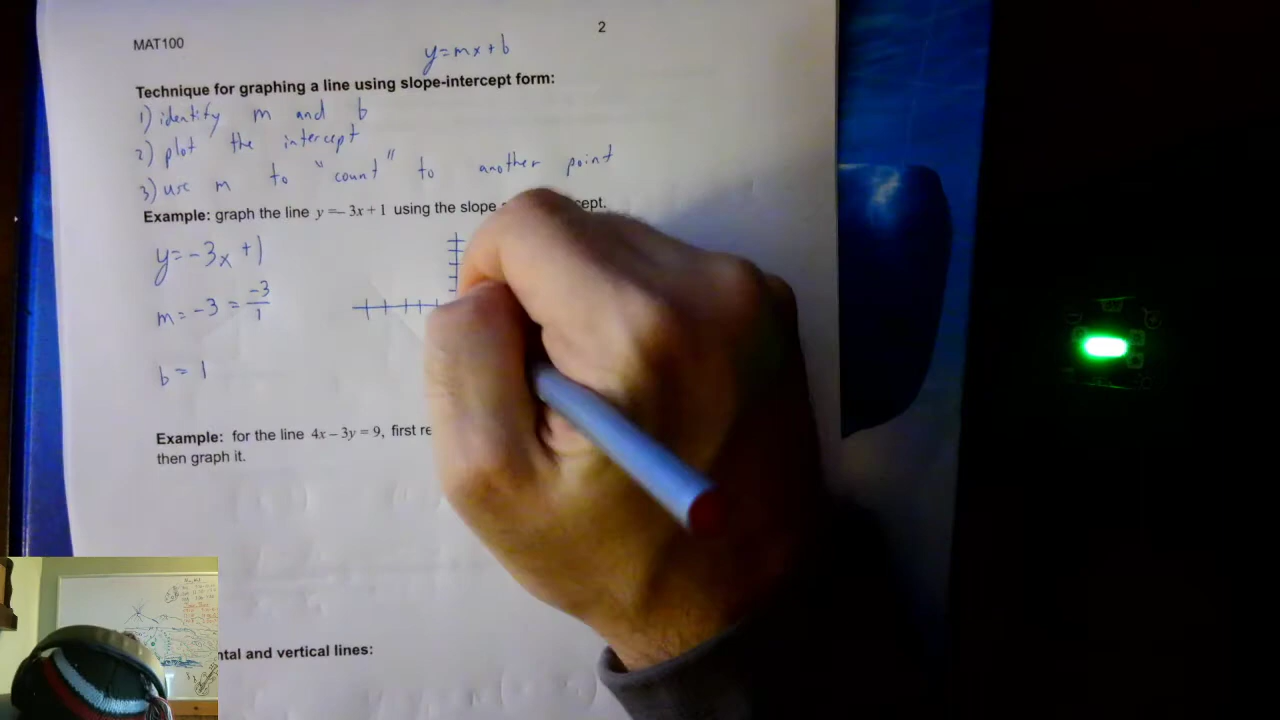 MAT100
2
y=mx+b
Technique for graphing a line using slope-intercept form:
1) identify m and b
2) plot the intercept
3) use m to "count" to another point
Example: graph the line y =− 3x + 1 using the slope cept.
y=-3x +1
m = -3 = -3/1
b = 1
Example: for the line 4x – 3y = 9, first re
then graph it.
ntal and vertical lines: